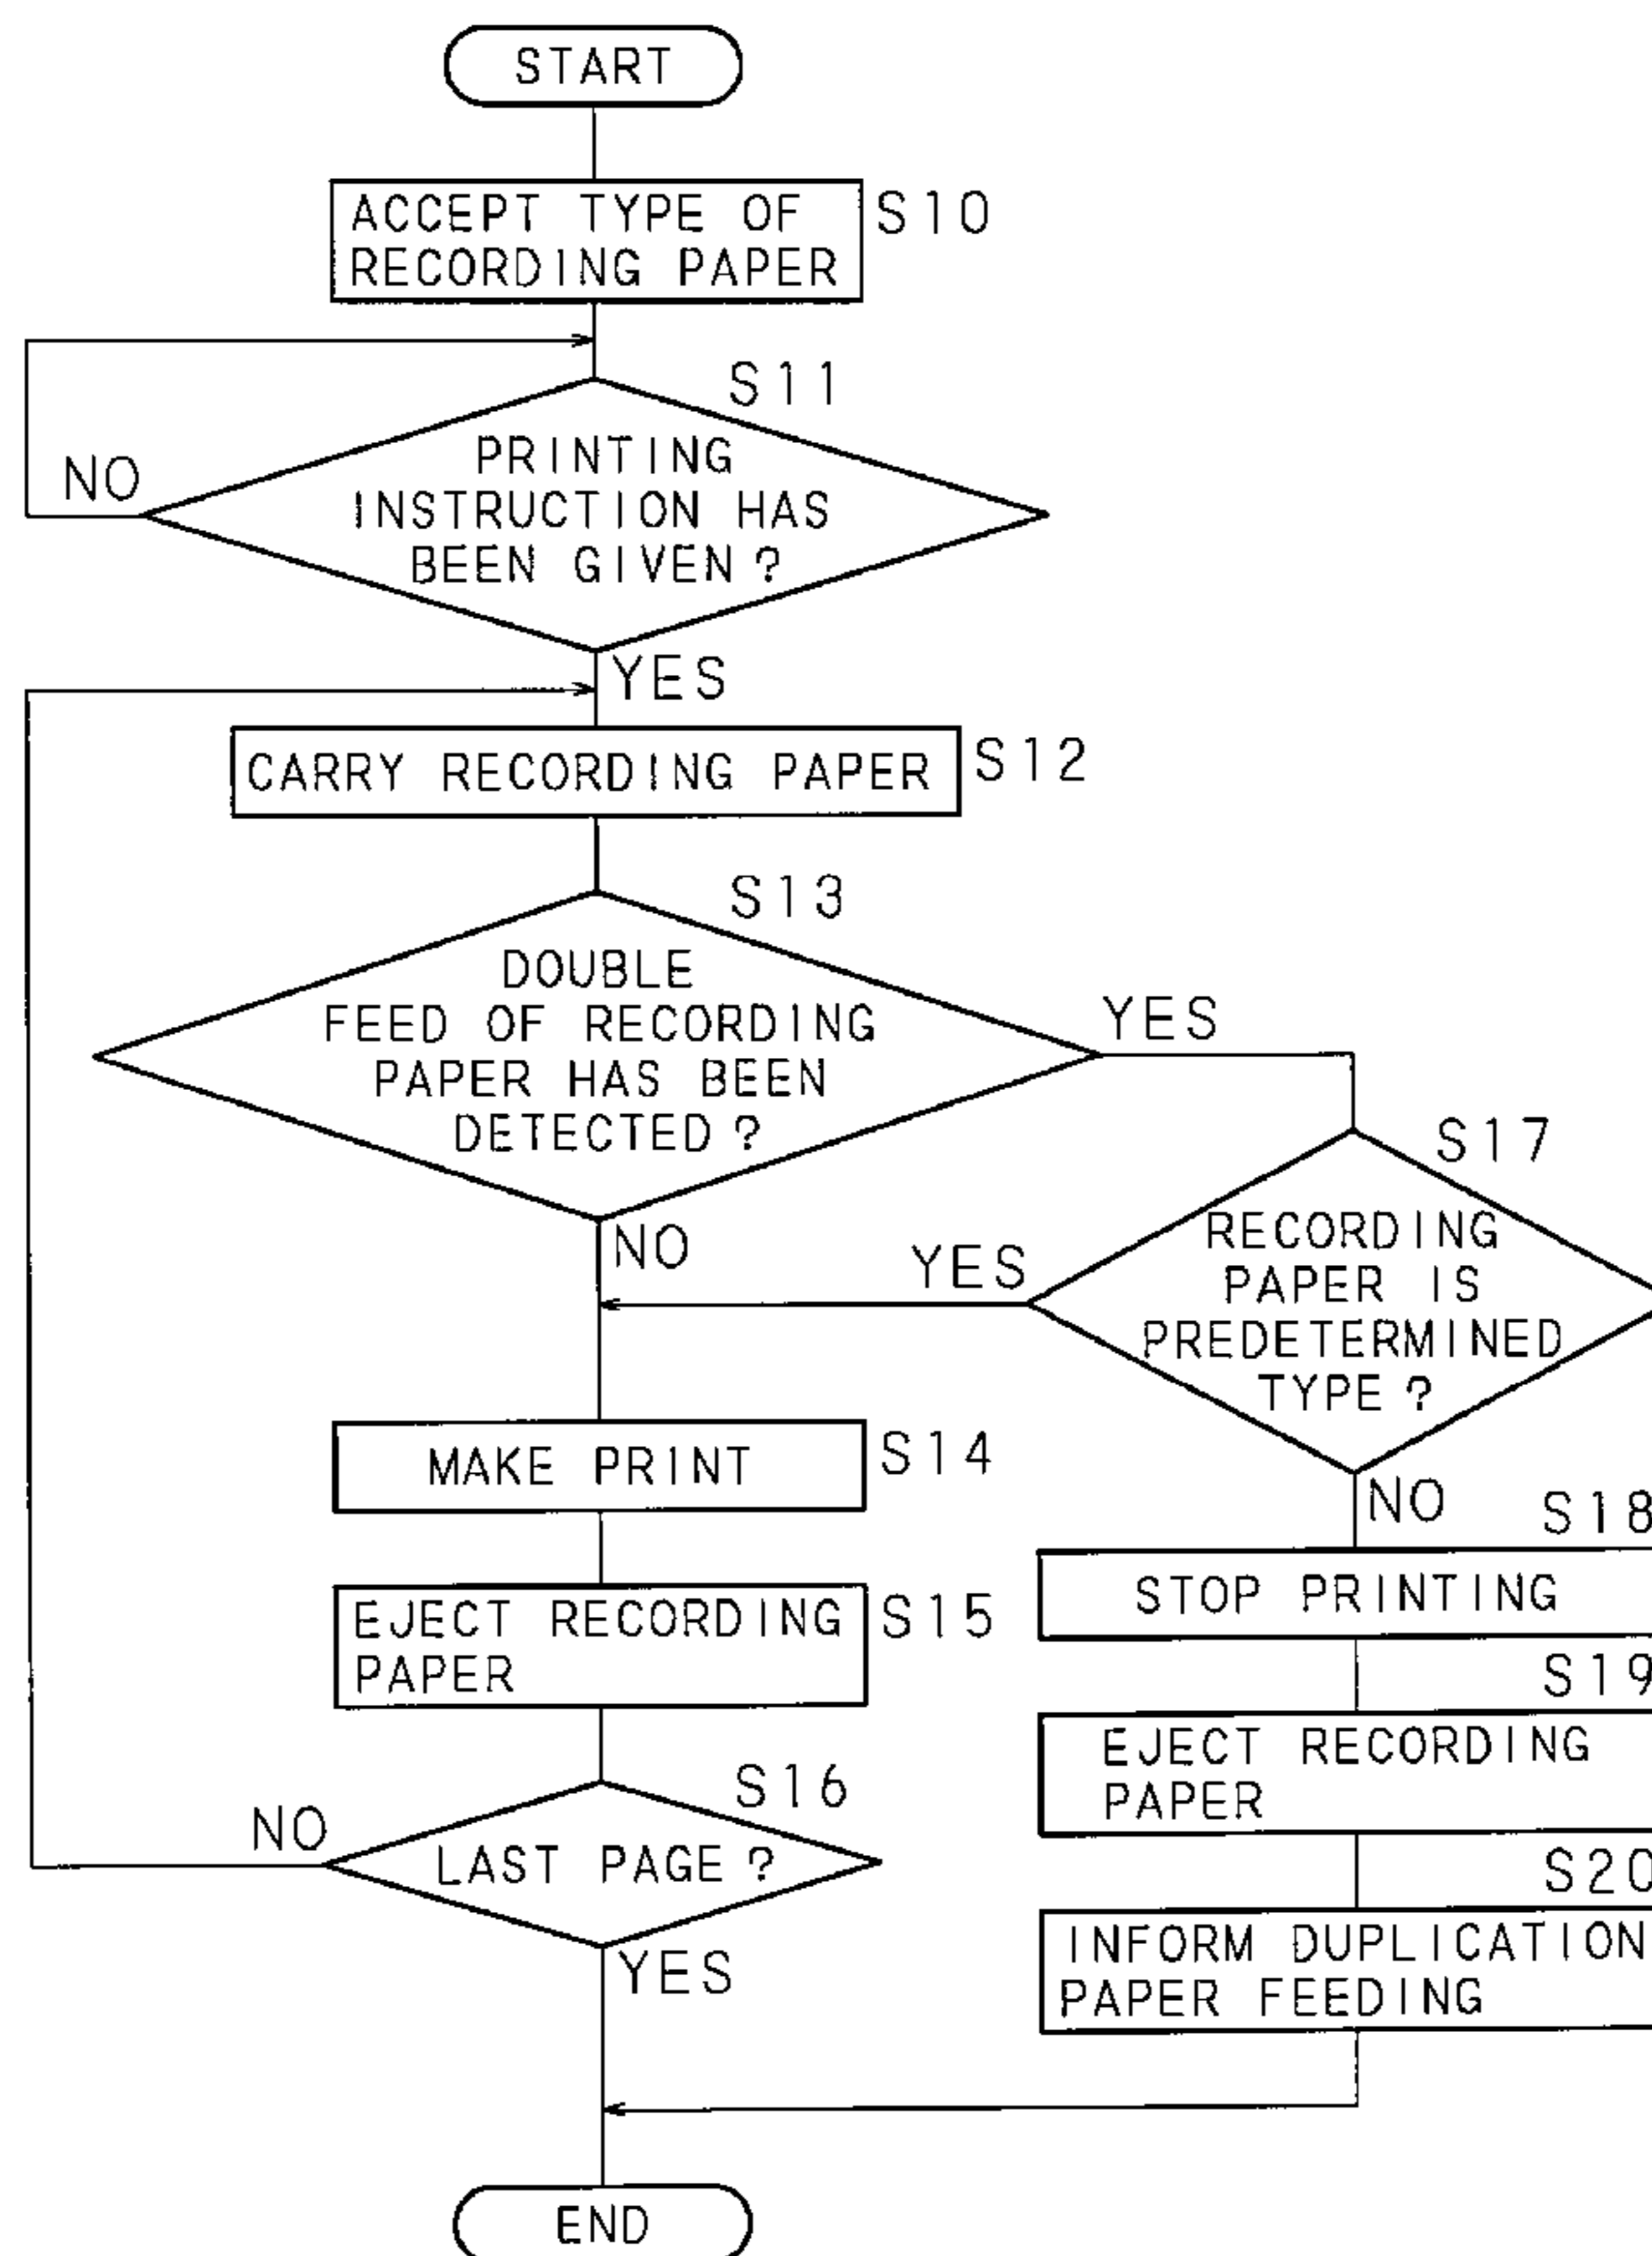 START
ACCEPT TYPE OF
RECORDING PAPER
S10
S11
PRINTING
INSTRUCTION HAS
BEEN GIVEN?
NO
YES
CARRY RECORDING PAPER
S12
S13
DOUBLE
FEED OF RECORDING
PAPER HAS BEEN
DETECTED?
YES
NO
S17
RECORDING
PAPER IS
PREDETERMINED
TYPE?
YES
NO
MAKE PRINT
S14
S18
STOP PRINTING
EJECT RECORDING
PAPER
S15
S19
EJECT RECORDING
PAPER
S16
LAST PAGE?
NO
YES
S20
INFORM DUPLICATION
PAPER FEEDING
END